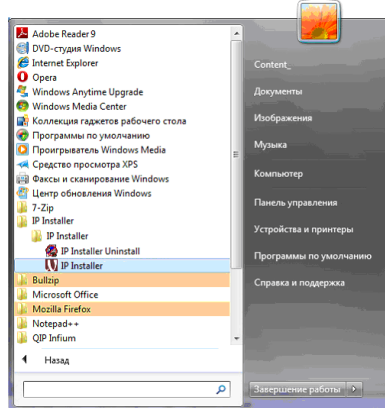 Adobe Reader 9
DVD-студия Windows
Internet Explorer
Opera
Windows Anytime Upgrade
Windows Media Center
Коллекция гаджетов рабочего стола
Программы по умолчанию
Проигрыватель Windows Media
Средство просмотра XPS
Факсы и сканирование Windows
Центр обновления Windows
7-Zip
IP Installer
IP Installer
IP Installer Uninstall
IP Installer
Bullzip
Microsoft Office
Mozilla Firefox
Notepad++
QIP Infium
Назад
Content_
Документы
Изображения
Музыка
Компьютер
Панель управления
Устройства и принтеры
Программы по умолчанию
Справка и поддержка
Завершение работы